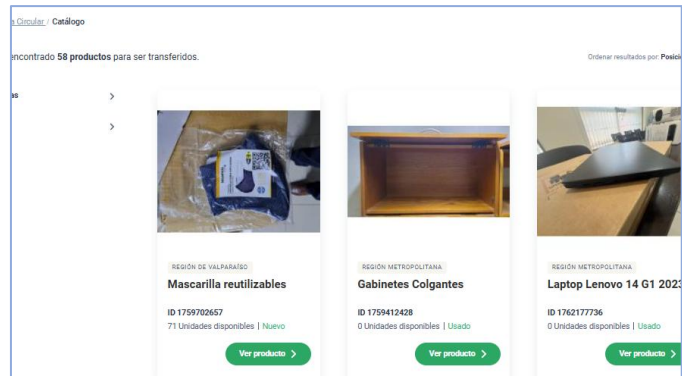 a Circular / Catálogo
encontrado 58 productos para ser transferidos.
Ordenar resultados por: Posici
as
REGIÓN DE VALPARAÍSO
Mascarilla reutilizables
ID 1759702657
71 Unidades disponibles | Nuevo
Ver producto
REGIÓN METROPOLITANA
Gabinetes Colgantes
ID 1759412428
0 Unidades disponibles | Usado
Ver producto
REGIÓN METROPOLITANA
Laptop Lenovo 14 G1 2023
ID 1762177736
0 Unidades disponibles | Usado
Ver producto